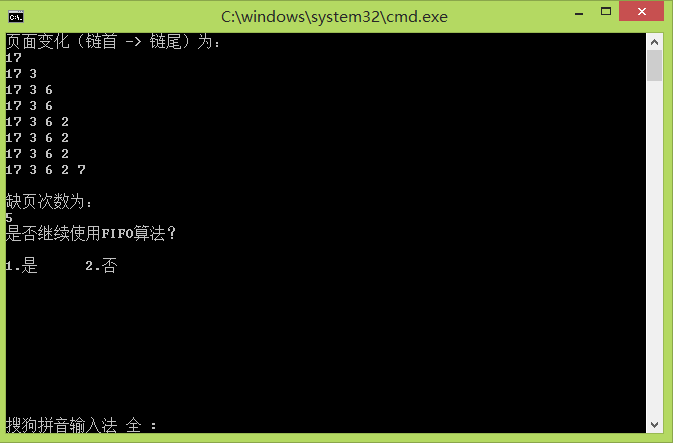 C:\windows\system32\cmd.exe
页面变化（链首 -> 链尾）为：
17
17 3
17 3 6
17 3 6
17 3 6 2
17 3 6 2
17 3 6 2
17 3 6 2 7
缺页次数为：
5
是否继续使用FIFO算法？
1.是 2.否
搜狗拼音输入法 全 ：